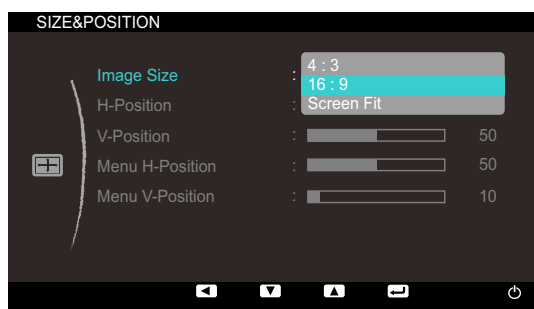 SIZE&POSITION
Image Size :
4 : 3
16 : 9
H-Position : Screen Fit
V-Position : 50
Menu H-Position : 50
Menu V-Position : 10